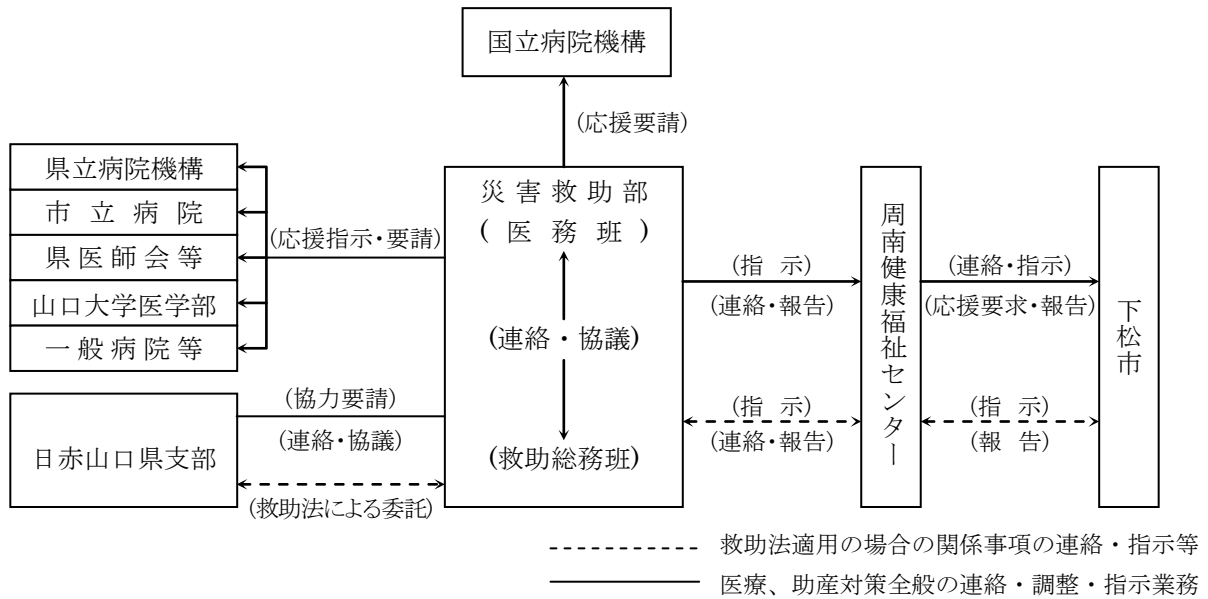 国立病院機構
(応援要請)
県立病院機構
市立病院
県医師会等
山口大学医学部
一般病院等
(応援指示・要請)
災害救助部
(医務班)
(連絡・協議)
(救助総務班)
日赤山口県支部
(協力要請)
(連絡・協議)
(救助法による委託)
(指示)
(連絡・報告)
(指示)
(連絡・報告)
周南健康福祉センター
(連絡・指示)
(応援要求・報告)
(指示)
(報告)
下松市
救助法適用の場合の関係事項の連絡・指示等
医療、助産対策全般の連絡・調整・指示業務